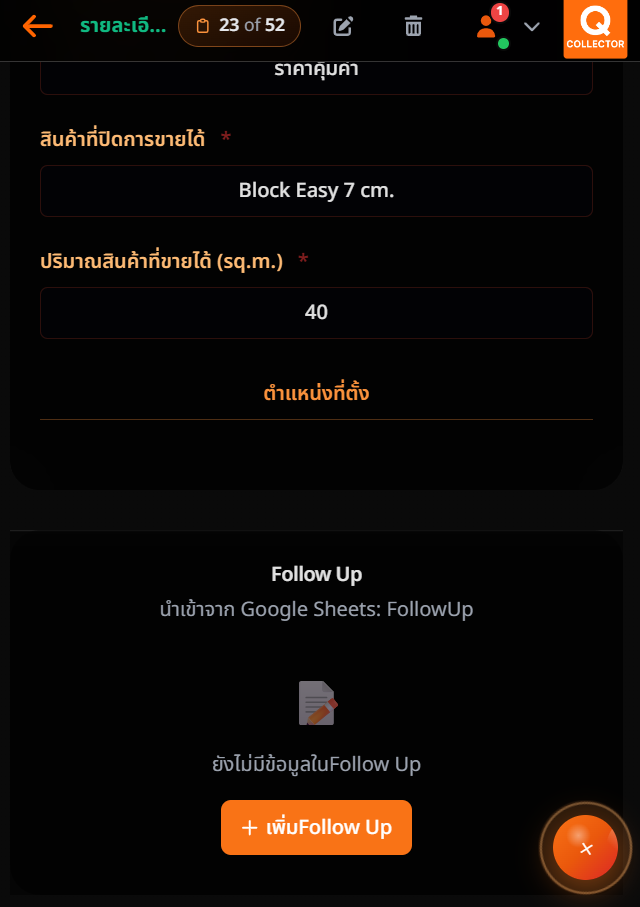 รายละเอี...
23 of 52
1
Q
COLLECTOR
ราคาคุ้มค่า
สินค้าที่ปิดการขายได้ *
Block Easy 7 cm.
ปริมาณสินค้าที่ขายได้ (sq.m.) *
40
ตำแหน่งที่ตั้ง
Follow Up
นำเข้าจาก Google Sheets: FollowUp
ยังไม่มีข้อมูลในFollow Up
+ เพิ่มFollow Up